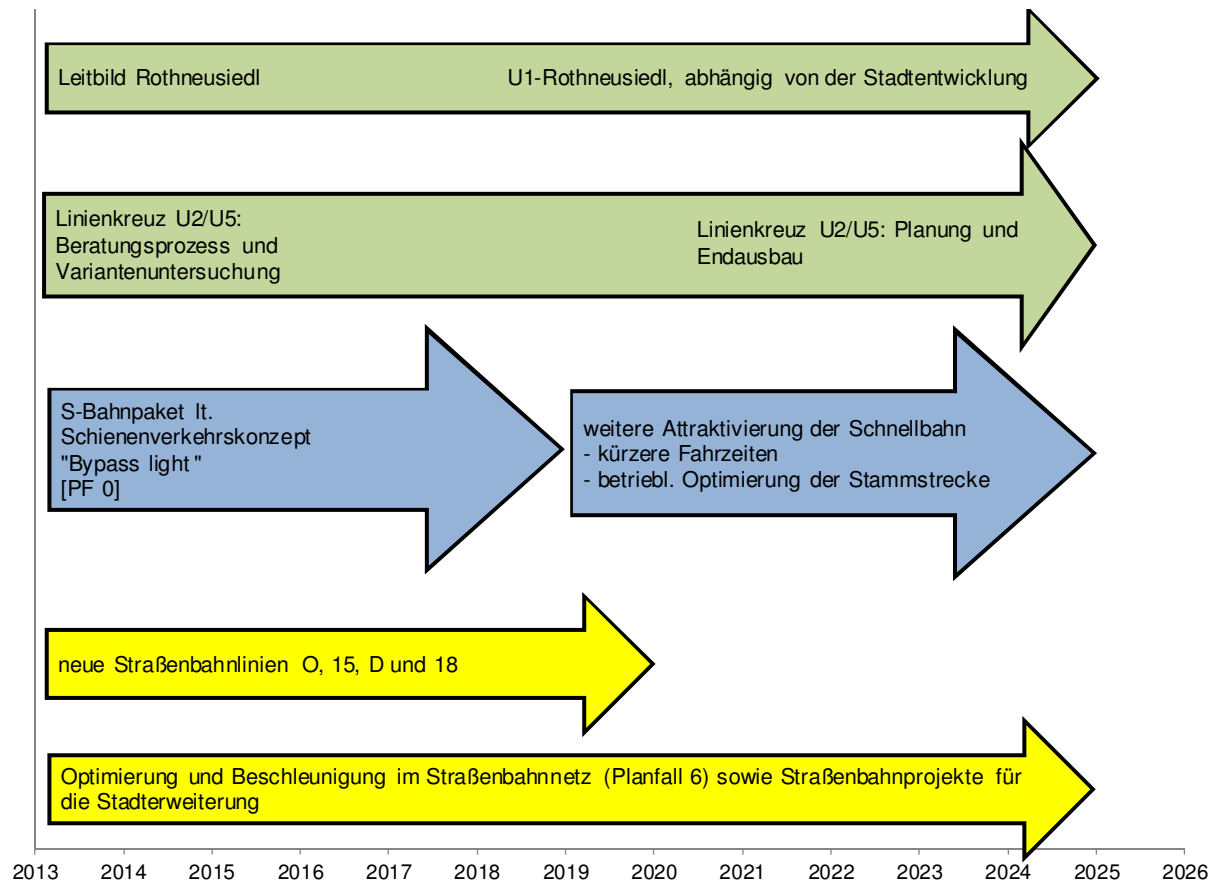 Leitbild Rothneusiedl
U1-Rothneusiedl, abhängig von der Stadtentwicklung
Linienkreuz U2/U5:
Beratungsprozess und
Variantenuntersuchung
Linienkreuz U2/U5: Planung und
Endausbau
S-Bahnpaket lt.
Schienenverkehrskonzept
"Bypass light"
[PF 0]
weitere Attraktivierung der Schnellbahn
- kürzere Fahrzeiten
- betriebl. Optimierung der Stammstrecke
neue Straßenbahnlinien O, 15, D und 18
Optimierung und Beschleunigung im Straßenbahnnetz (Planfall 6) sowie Straßenbahnprojekte für
die Stadterweiterung
2013 2014 2015 2016 2017 2018 2019 2020 2021 2022 2023 2024 2025 2026